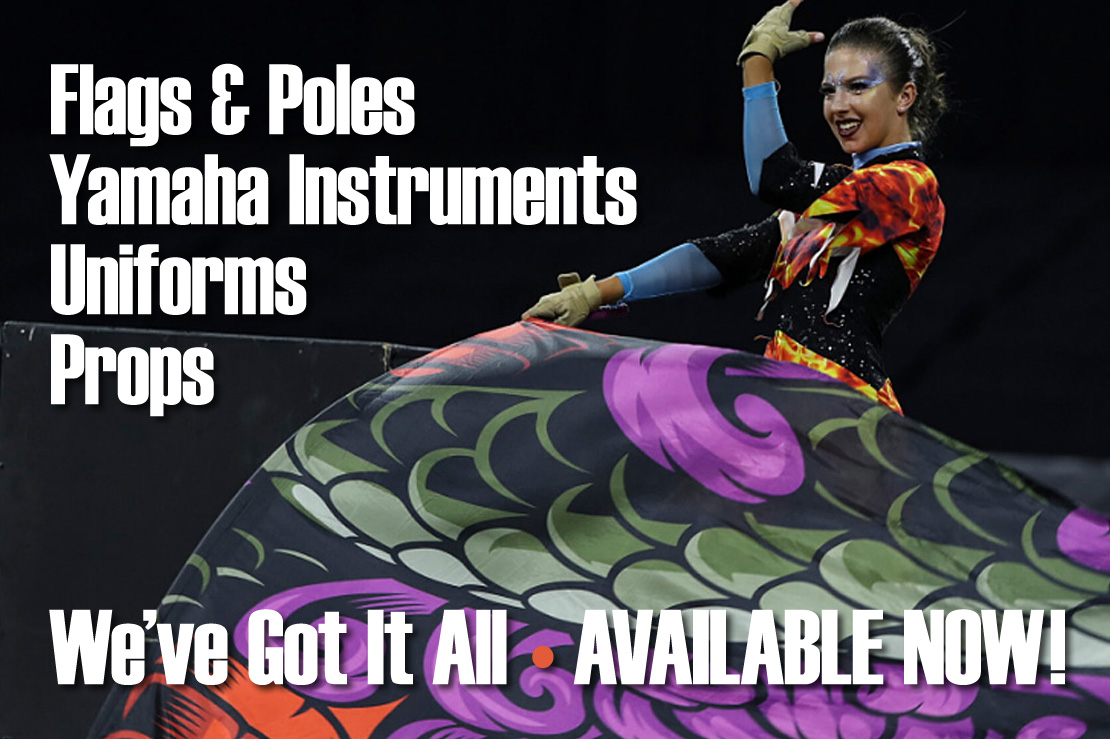 Flags & Poles
Yamaha Instruments
Uniforms
Props
We've Got It All • AVAILABLE NOW!